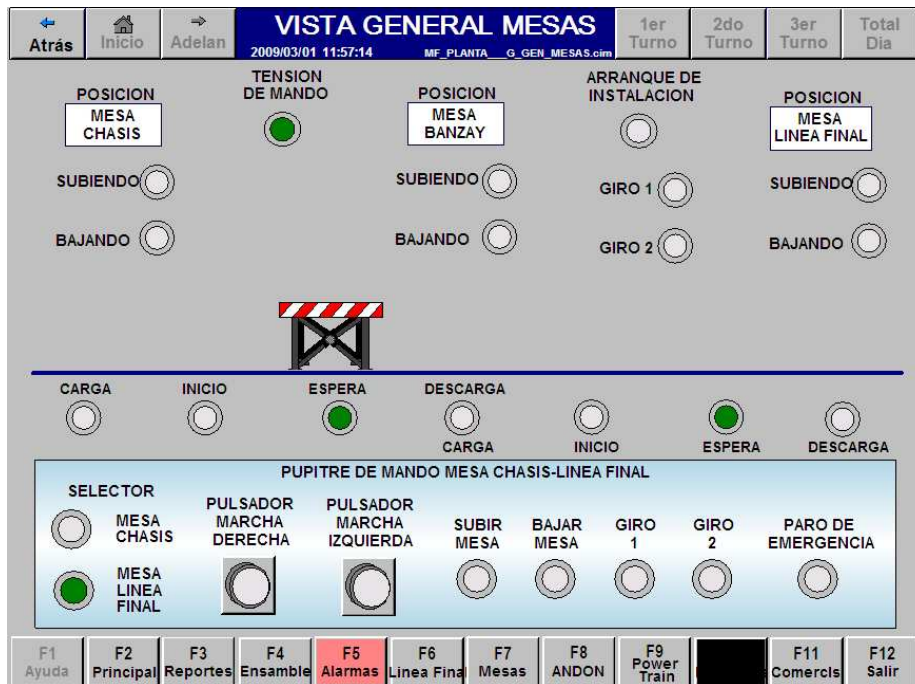 Atrás
Inicio
Adelan
VISTA GENERAL MESAS
2009/03/01 11:57:14 MF_PLANTA___G_GEN_MESAS.cim
1er
Turno
2do
Turno
3er
Turno
Total
Dia
POSICION
MESA
CHASIS
TENSION
DE MANDO
POSICION
MESA
BANZAY
ARRANQUE DE
INSTALACION
POSICION
MESA
LINEA FINAL
SUBIENDO
SUBIENDO
GIRO 1
SUBIENDO
BAJANDO
BAJANDO
GIRO 2
BAJANDO
CARGA
INICIO
ESPERA
DESCARGA
CARGA
INICIO
ESPERA
DESCARGA
PUPITRE DE MANDO MESA CHASIS-LINEA FINAL
SELECTOR
MESA
CHASIS
MESA
LINEA
FINAL
PULSADOR
MARCHA
DERECHA
PULSADOR
MARCHA
IZQUIERDA
SUBIR
MESA
BAJAR
MESA
GIRO
1
GIRO
2
PARO DE
EMERGENCIA
F1
Ayuda
F2
Principal
F3
Reportes
F4
Ensamble
F5
Alarmas
F6
Linea Fina
F7
Mesas
F8
ANDON
F9
Power
Train
F11
Comercls
F12
Salir